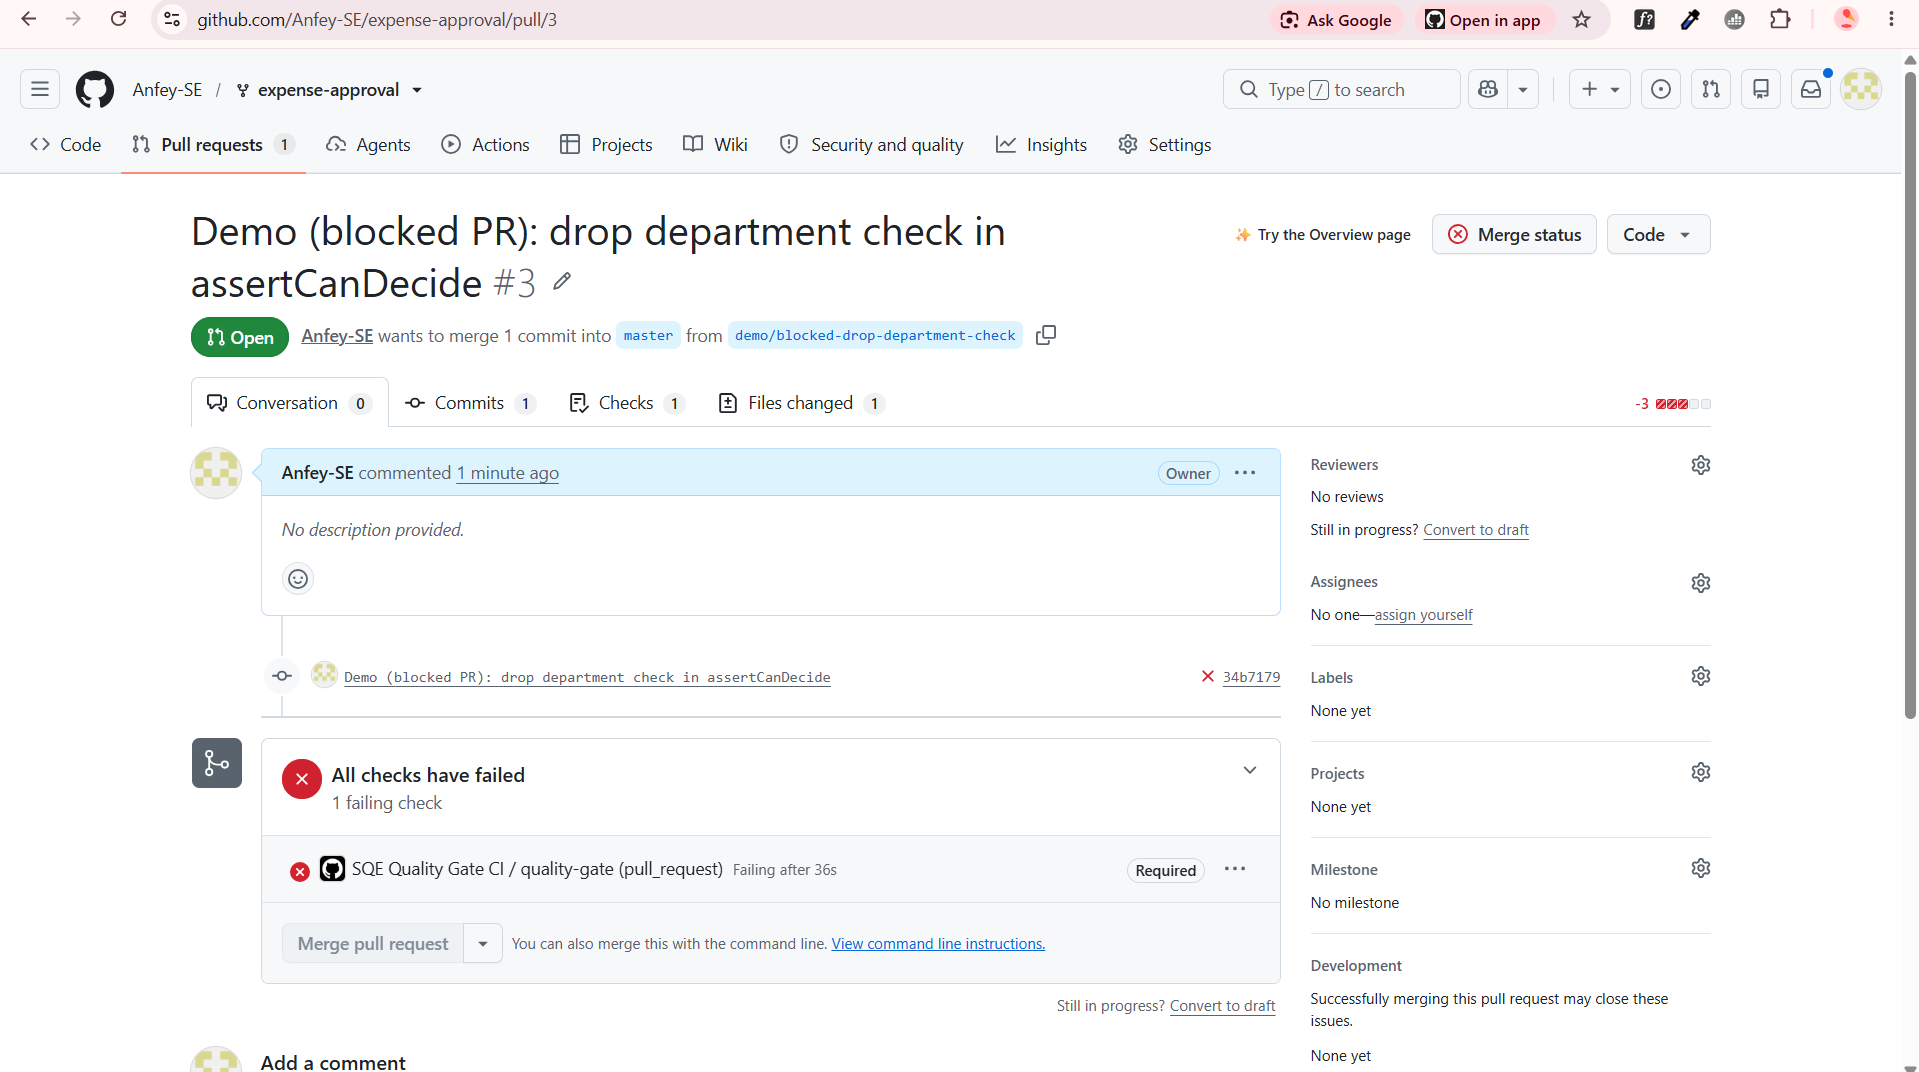 github.com/Anfey-SE/expense-approval/pull/3
Ask Google
Open in app
f?
Anfey-SE / expense-approval
Type / to search
Code
Pull requests 1
Agents
Actions
Projects
Wiki
Security and quality
Insights
Settings
Demo (blocked PR): drop department check in
assertCanDecide #3
Try the Overview page
Merge status
Code
Open
Anfey-SE wants to merge 1 commit into master from demo/blocked-drop-department-check
Conversation 0
Commits 1
Checks 1
Files changed 1
-3
Anfey-SE commented 1 minute ago
Owner
No description provided.
Demo (blocked PR): drop department check in assertCanDecide
34b7179
All checks have failed
1 failing check
SQE Quality Gate CI / quality-gate (pull_request) Failing after 36s
Required
Merge pull request
You can also merge this with the command line. View command line instructions.
Still in progress? Convert to draft
Add a comment
Reviewers
No reviews
Still in progress? Convert to draft
Assignees
No one—assign yourself
Labels
None yet
Projects
None yet
Milestone
No milestone
Development
Successfully merging this pull request may close these
issues.
None yet